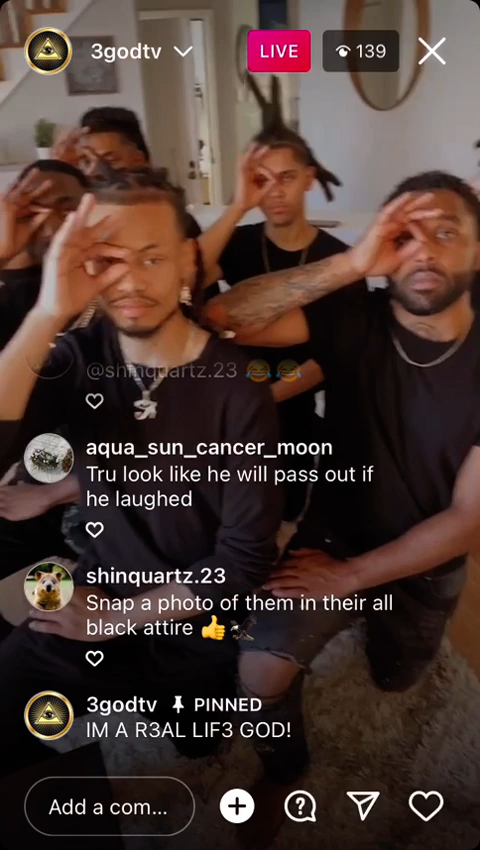 3godtv
LIVE
139
@shinquartz.23 😂😂
aqua_sun_cancer_moon
Tru look like he will pass out if
he laughed
shinquartz.23
Snap a photo of them in their all
black attire 👍
3godtv PINNED
IM A R3AL LIF3 GOD!
Add a com...